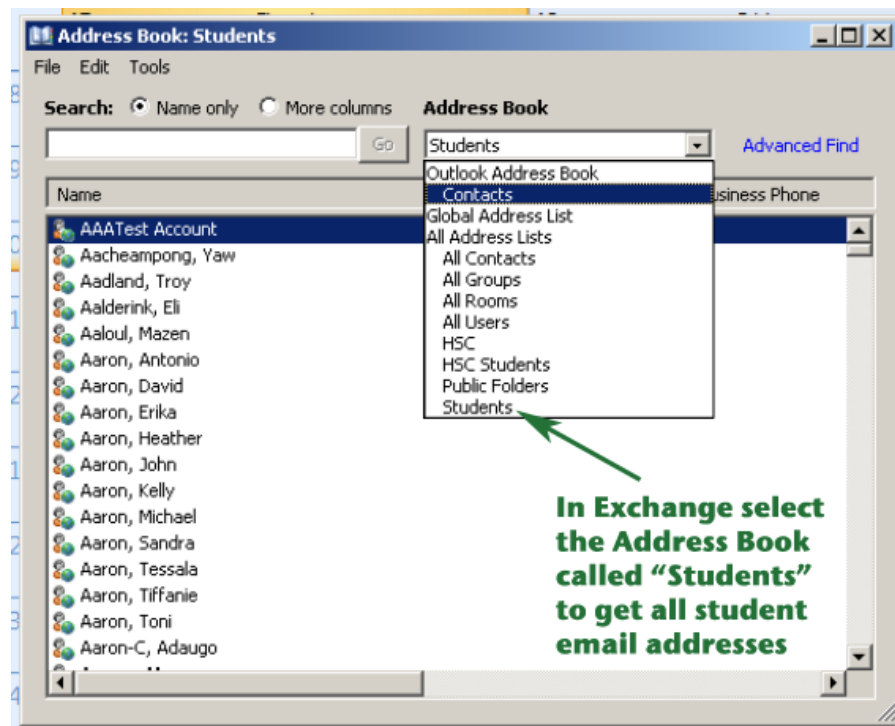 Address Book: Students
File Edit Tools
Search: Name only More columns Address Book
Go Students Advanced Find
Outlook Address Book
Contacts
Global Address List
All Address Lists
All Contacts
All Groups
All Rooms
All Users
HSC
HSC Students
Public Folders
Students
Name usiness Phone
AAATest Account
Aacheampong, Yaw
Aadland, Troy
Aalderink, Eli
Aaloul, Mazen
Aaron, Antonio
Aaron, David
Aaron, Erika
Aaron, Heather
Aaron, John
Aaron, Kelly
Aaron, Michael
Aaron, Sandra
Aaron, Tessala
Aaron, Tiffanie
Aaron, Toni
Aaron-C, Adaugo
In Exchange select
the Address Book
called “Students”
to get all student
email addresses